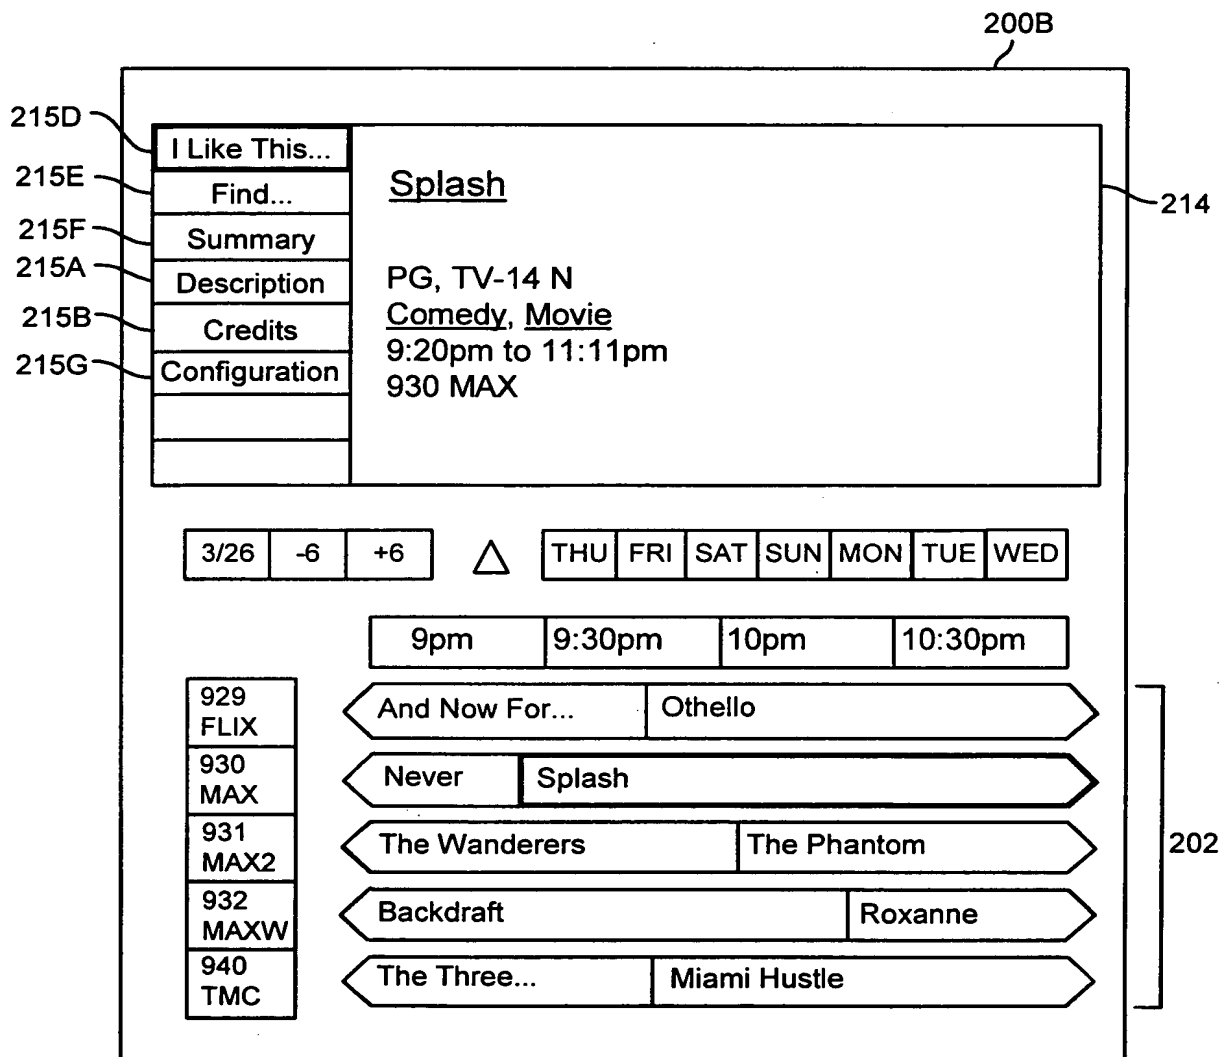 200B
215D
I Like This...
215E
Find...
215F
Summary
215A
Description
215B
Credits
215G
Configuration
Splash
PG, TV-14 N
Comedy, Movie
9:20pm to 11:11pm
930 MAX
214
3/26 -6 +6
THU FRI SAT SUN MON TUE WED
9pm 9:30pm 10pm 10:30pm
929
FLIX
And Now For... Othello
930
MAX
Never Splash
931
MAX2
The Wanderers The Phantom
932
MAXW
Backdraft Roxanne
940
TMC
The Three... Miami Hustle
202